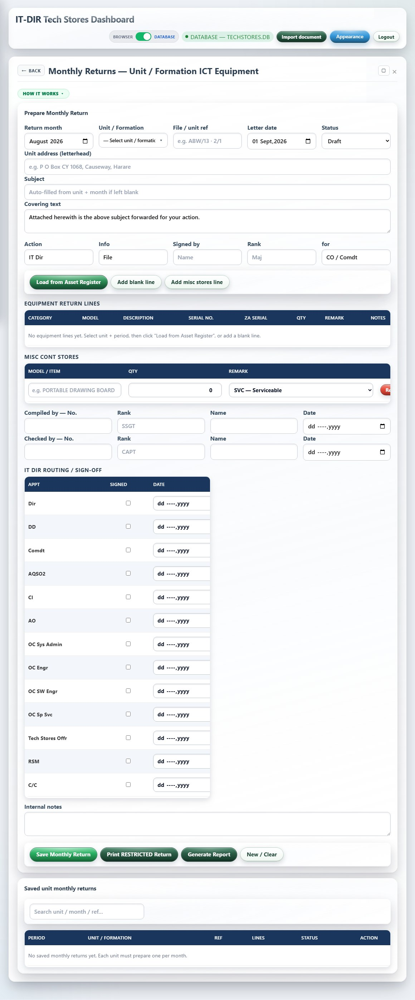 IT-DIR Tech Stores Dashboard
BROWSER DATABASE DATABASE — TECHSTORES.DB Import document Appearance Logout
← BACK Monthly Returns — Unit / Formation ICT Equipment ×
HOW IT WORKS
Prepare Monthly Return
Return month Unit / Formation File / unit ref Letter date Status
August 2026 — Select unit / formatic e.g. ABW/13 · 2/1 01 Sept,2026 Draft
Unit address (letterhead)
e.g. P O Box CY 1068, Causeway, Harare
Subject
Auto-filled from unit + month if left blank
Covering text
Attached herewith is the above subject forwarded for your action.
Action Info Signed by Rank for
IT Dir File Name Maj CO / Comdt
Load from Asset Register Add blank line Add misc stores line
EQUIPMENT RETURN LINES
CATEGORY MODEL DESCRIPTION SERIAL NO. ZA SERIAL QTY REMARK NOTES
No equipment lines yet. Select unit + period, then click “Load from Asset Register”, or add a blank line.
MISC CONT STORES
MODEL / ITEM QTY REMARK
e.g. PORTABLE DRAWING BOARD 0 SVC — Serviceable Re
Compiled by — No. Rank Name Date
SSGT dd ----,yyyy
Checked by — No. Rank Name Date
CAPT dd ----,yyyy
IT DIR ROUTING / SIGN-OFF
APPT SIGNED DATE
Dir dd ----,yyyy
DD dd ----,yyyy
Comdt dd ----,yyyy
AQSO2 dd ----,yyyy
CI dd ----,yyyy
AO dd ----,yyyy
OC Sys Admin dd ----,yyyy
OC Engr dd ----,yyyy
OC SW Engr dd ----,yyyy
OC Sp Svc dd ----,yyyy
Tech Stores Offr dd ----,yyyy
RSM dd ----,yyyy
C/C dd ----,yyyy
Internal notes
Save Monthly Return Print RESTRICTED Return Generate Report New / Clear
Saved unit monthly returns
Search unit / month / ref...
PERIOD UNIT / FORMATION REF LINES STATUS ACTION
No saved monthly returns yet. Each unit must prepare one per month.